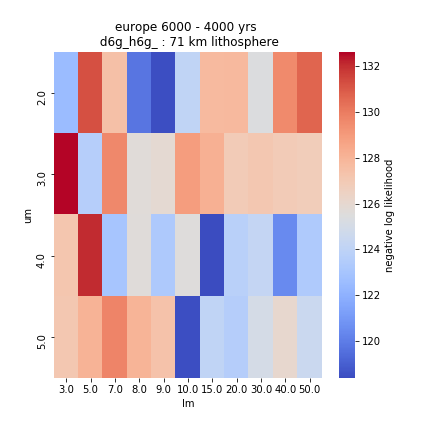 europe 6000 - 4000 yrs
d6g_h6g_ : 71 km lithosphere
um
2.0
3.0
4.0
5.0
3.0 5.0 7.0 8.0 9.0 10.0 15.0 20.0 30.0 40.0 50.0
lm
132
130
128
126
124
122
120
negative log likelihood